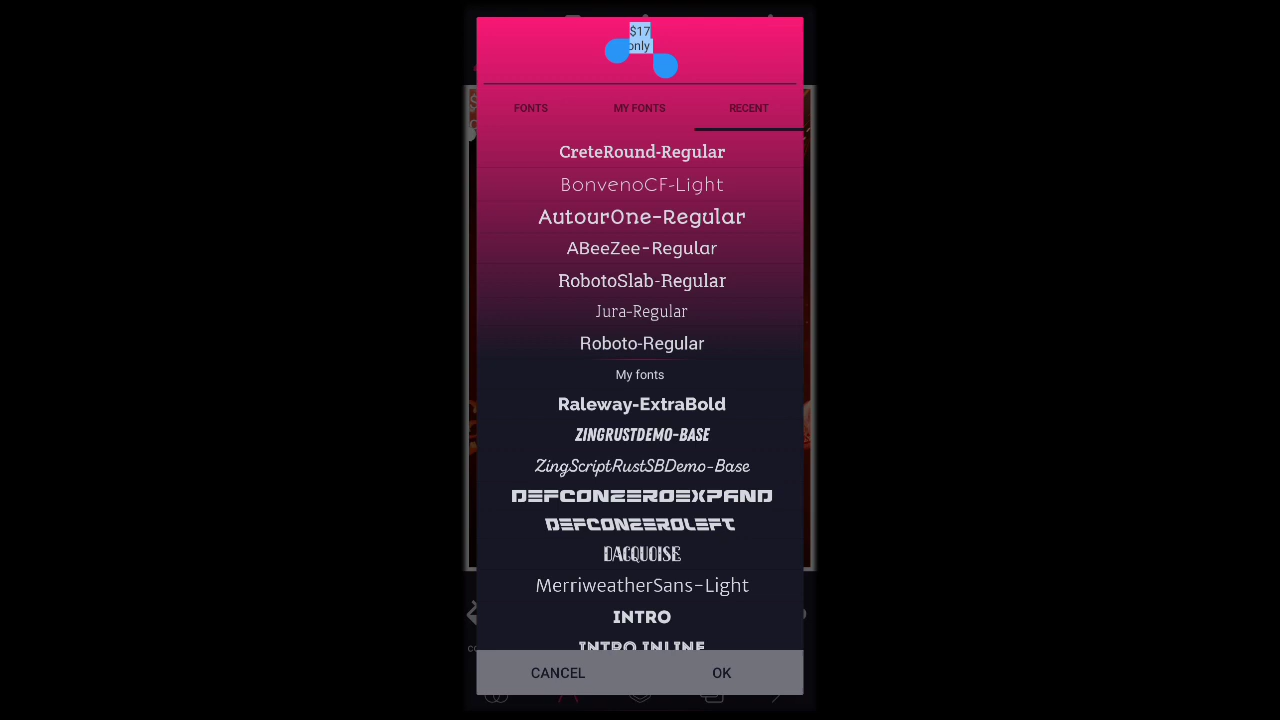 $17
only
FONTS MY FONTS RECENT
CreteRound-Regular
BonvenoCF-Light
AutourOne-Regular
ABeeZee-Regular
RobotoSlab-Regular
Jura-Regular
Roboto-Regular
My fonts
Raleway-ExtraBold
ZINGRUSTDEMO-BASE
ZingScriptRustSBDemo-Base
DEFCONZEROEXPAND
DEFCONZEROLEFT
DACQUOISE
MerriweatherSans-Light
INTRO
INTRO INLINE
CANCEL OK